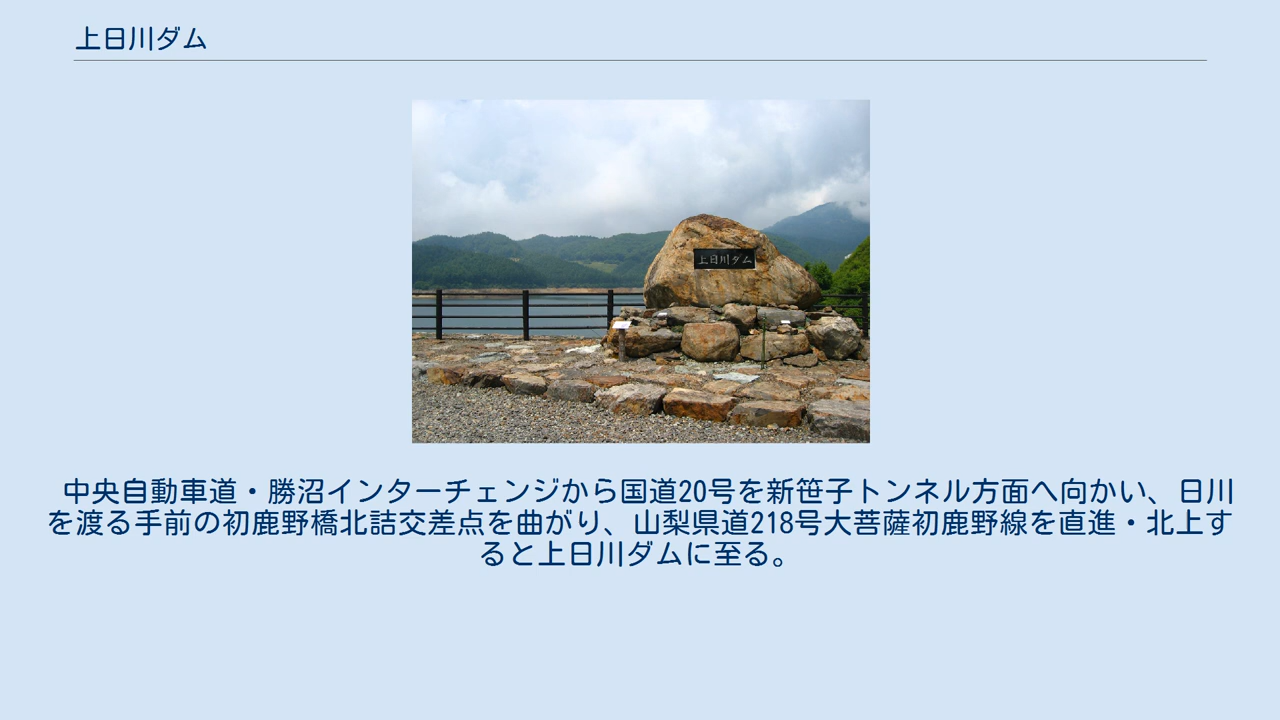 上日川ダム
上日川ダム
中央自動車道・勝沼インターチェンジから国道20号を新笹子トンネル方面へ向かい、日川
を渡る手前の初鹿野橋北詰交差点を曲がり、山梨県道218号大菩薩初鹿野線を直進・北上す
ると上日川ダムに至る。